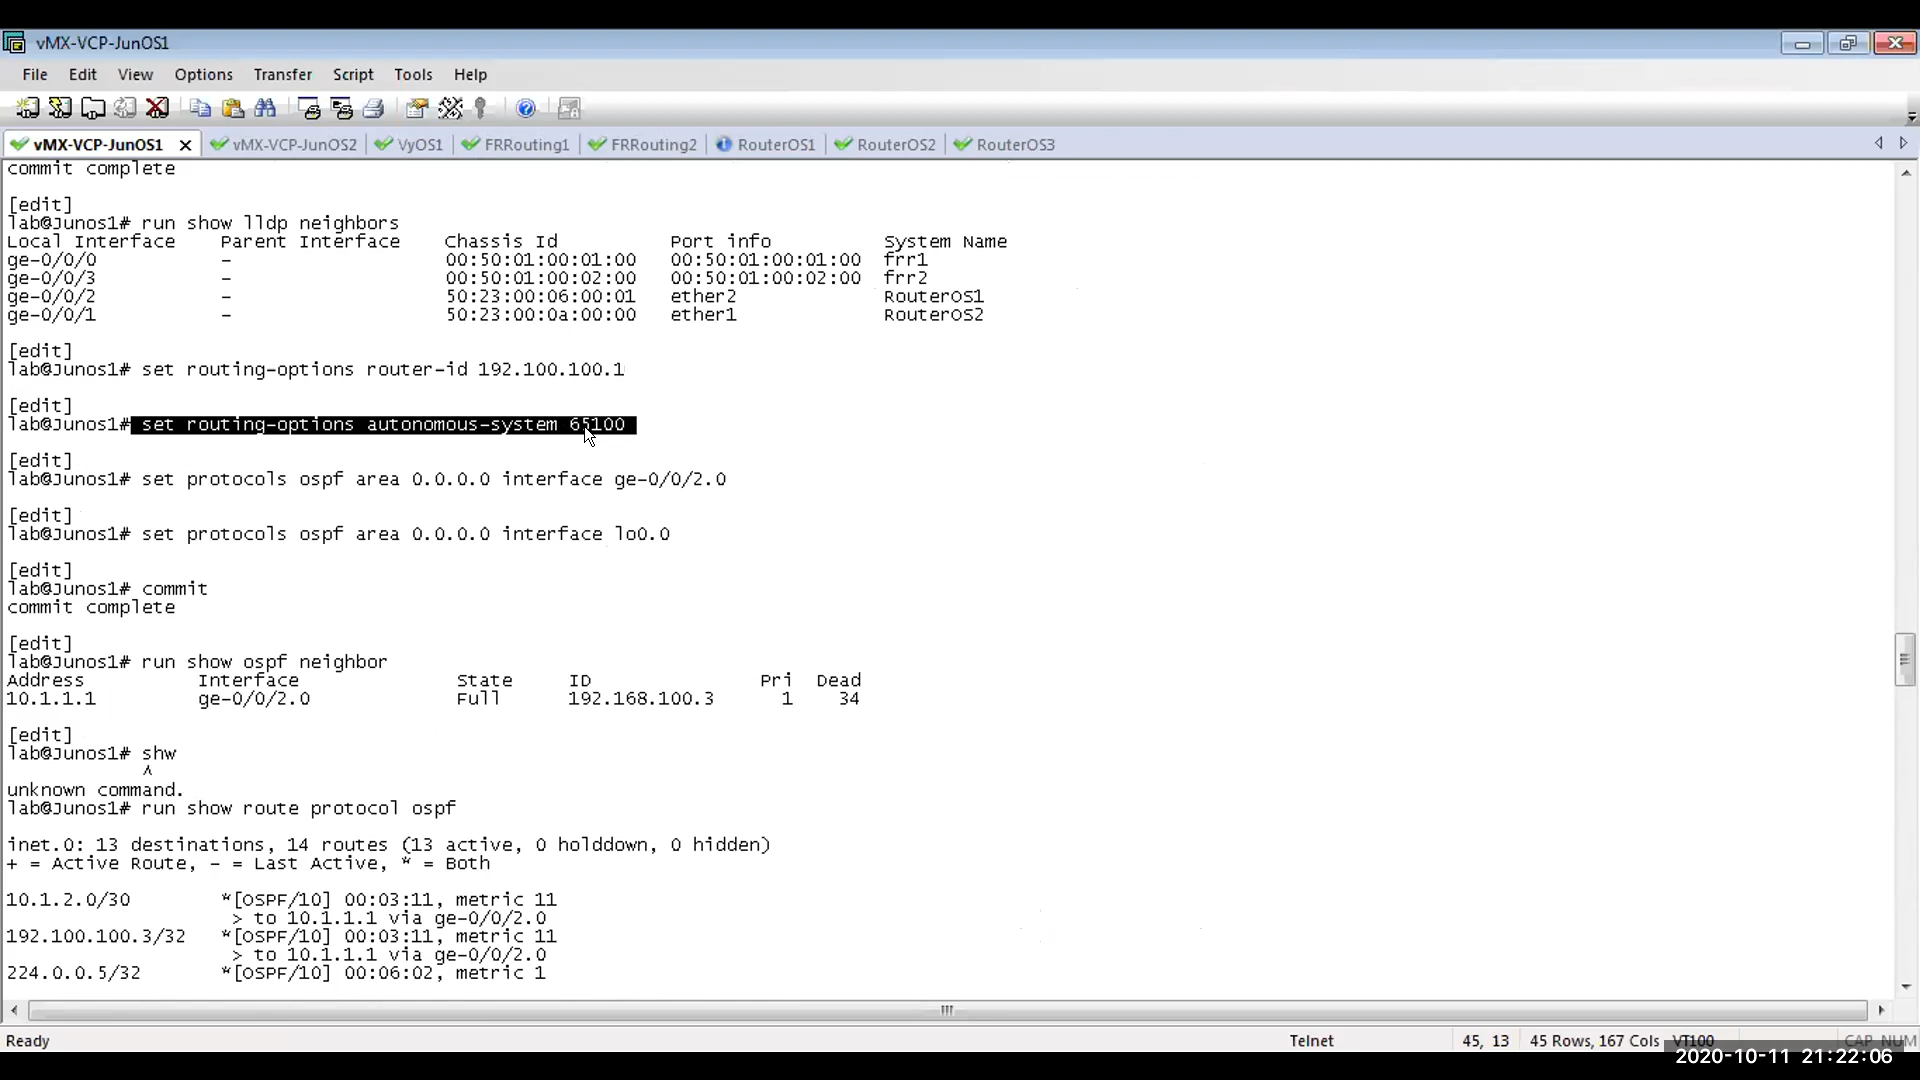 vMX-VCP-JunOS1
File Edit View Options Transfer Script Tools Help
vMX-VCP-JunOS1 vMX-VCP-JunOS2 VyOS1 FRRouting1 FRRouting2 RouterOS1 RouterOS2 RouterOS3
commit complete
[edit]
lab@Junos1# run show lldp neighbors
Local Interface Parent Interface Chassis Id Port info System Name
ge-0/0/0 - 00:50:01:00:01:00 00:50:01:00:01:00 frr1
ge-0/0/3 - 00:50:01:00:02:00 00:50:01:00:02:00 frr2
ge-0/0/2 - 50:23:00:06:00:01 ether2 RouterOS1
ge-0/0/1 - 50:23:00:0a:00:00 ether1 RouterOS2
[edit]
lab@Junos1# set routing-options router-id 192.100.100.1
[edit]
lab@Junos1# set routing-options autonomous-system 65100
[edit]
lab@Junos1# set protocols ospf area 0.0.0.0 interface ge-0/0/2.0
[edit]
lab@Junos1# set protocols ospf area 0.0.0.0 interface lo0.0
[edit]
lab@Junos1# commit
commit complete
[edit]
lab@Junos1# run show ospf neighbor
Address Interface State ID Pri Dead
10.1.1.1 ge-0/0/2.0 Full 192.168.100.3 1 34
[edit]
lab@Junos1# shw
^
unknown command.
lab@Junos1# run show route protocol ospf
inet.0: 13 destinations, 14 routes (13 active, 0 holddown, 0 hidden)
+ = Active Route, - = Last Active, * = Both
10.1.2.0/30 *[OSPF/10] 00:03:11, metric 11
> to 10.1.1.1 via ge-0/0/2.0
192.100.100.3/32 *[OSPF/10] 00:03:11, metric 11
> to 10.1.1.1 via ge-0/0/2.0
224.0.0.5/32 *[OSPF/10] 00:06:02, metric 1
Ready Telnet 45, 13 45 Rows, 167 Cols VT100 CAP NUM
2020-10-11 21:22:06